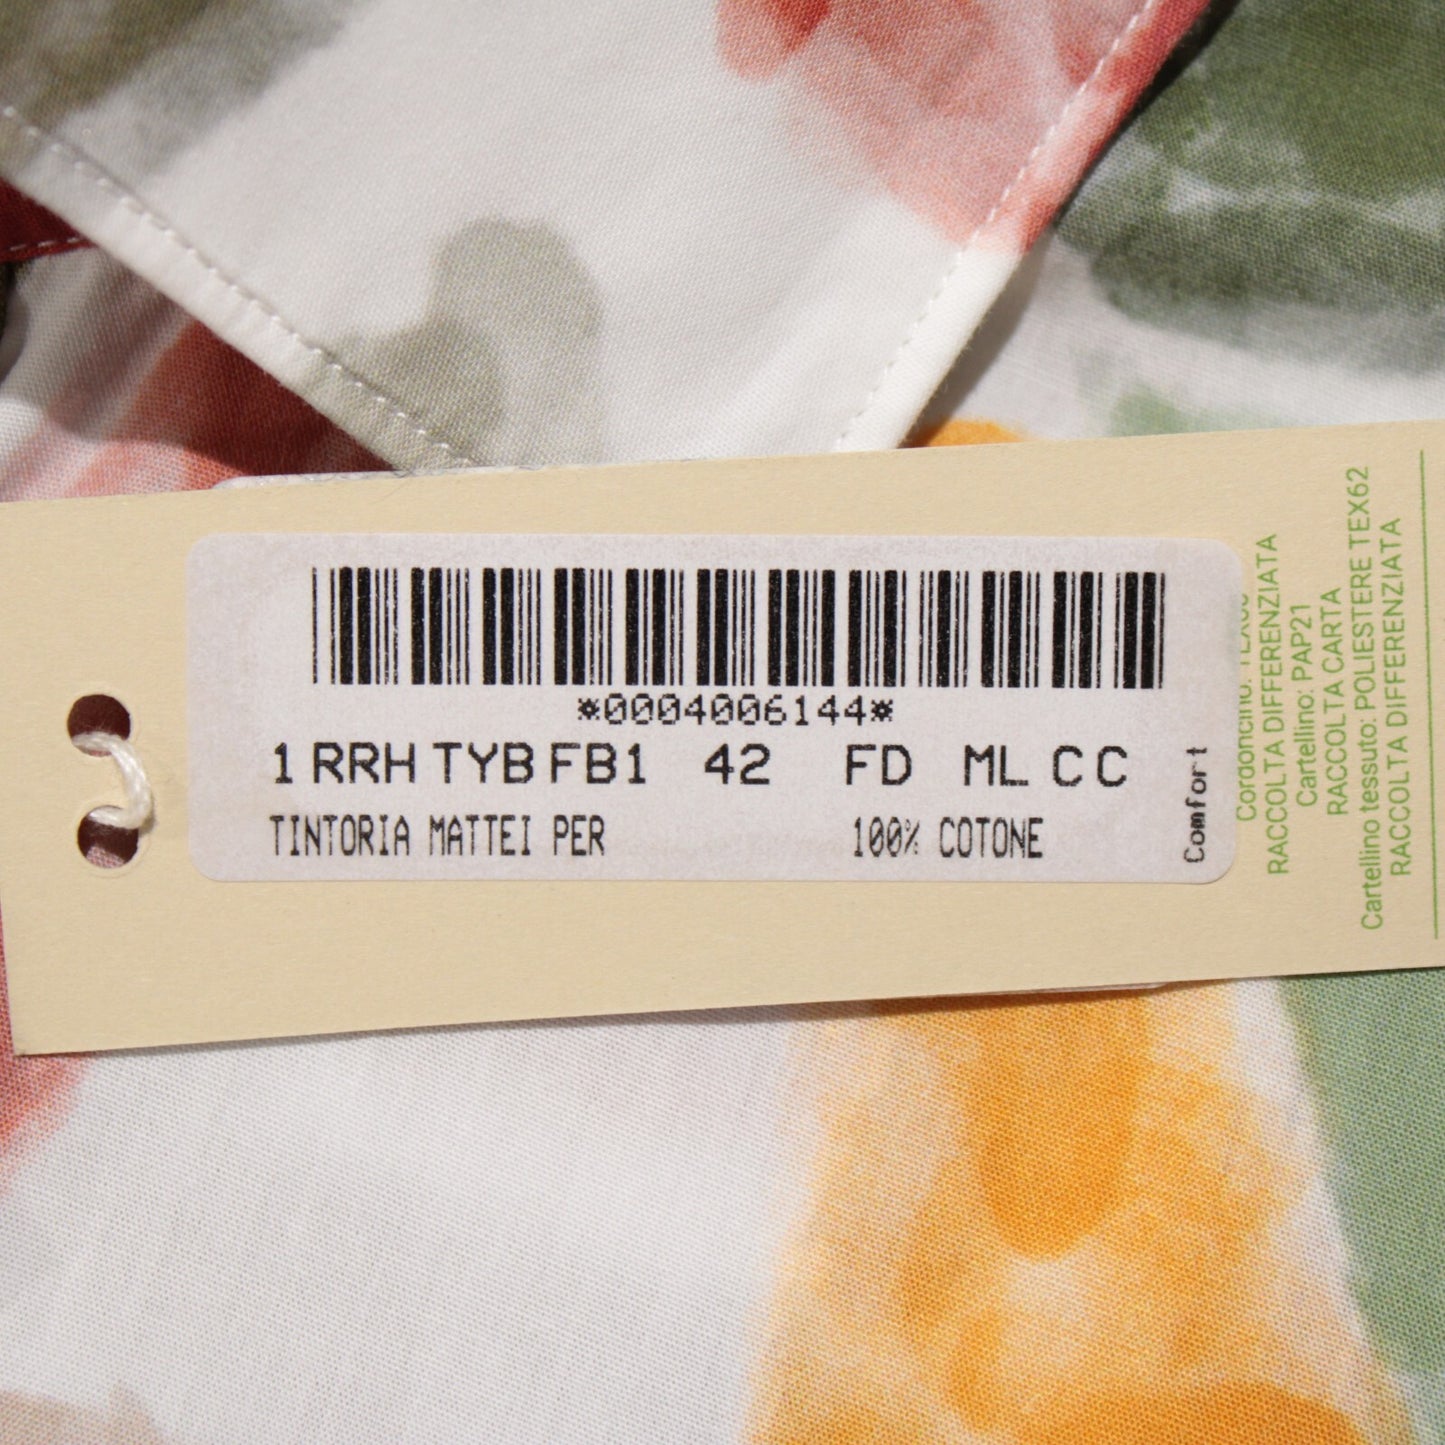 *0004006144*
1 RRH TYB FB1 42 FD ML C C
TINTORIA MATTEI PER 100% COTONE
Comfort
RACCOLTA DIFFERENZIATA
Cartellino: PAP21
RACCOLTA CARTA
Cartellino tessuto: POLIESTERE TEX62
RACCOLTA DIFFERENZIATA